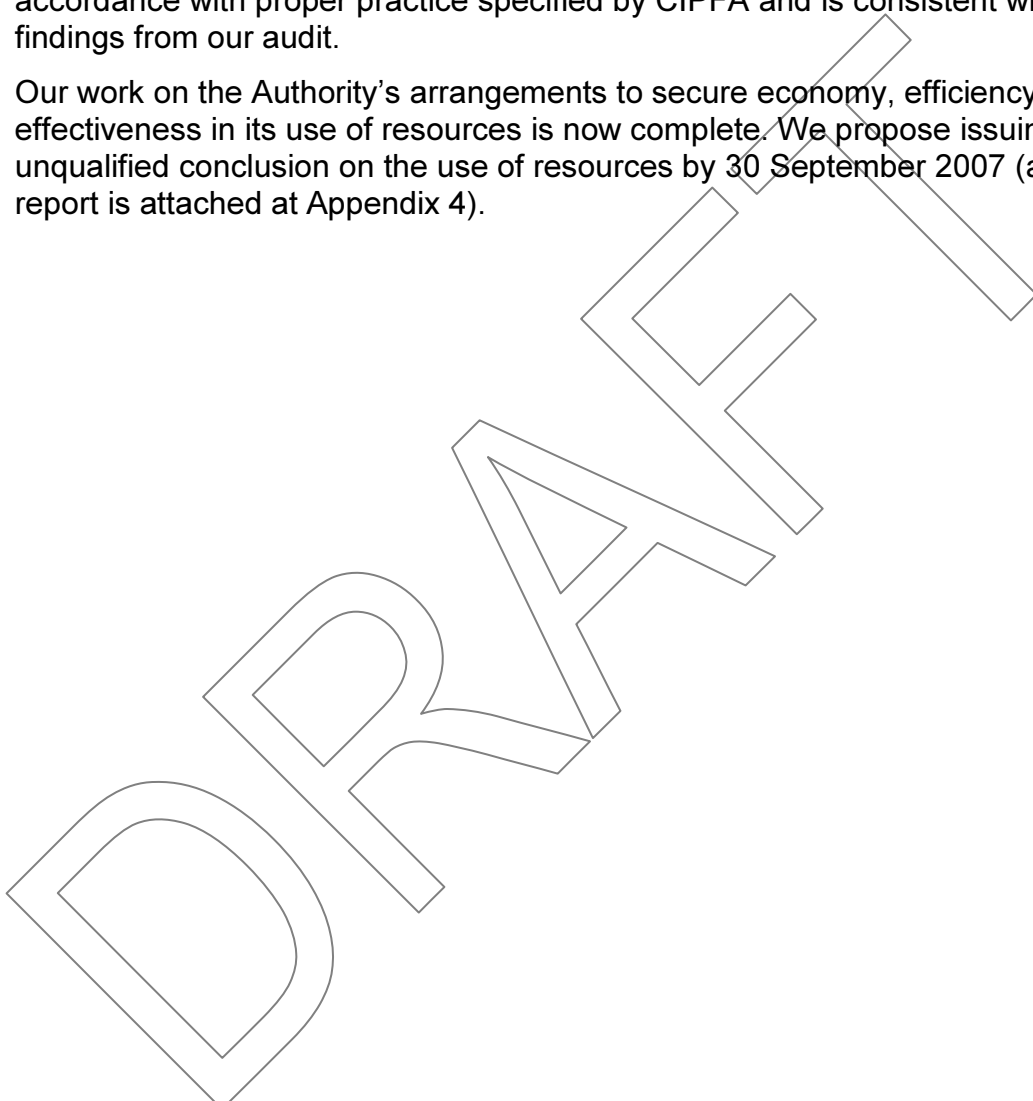 accordance with proper practice specified by CIPFA and is consistent
findings from our audit.
Our work on the Authority’s arrangements to secure economy, efficiency
effectiveness in its use of resources is now complete. We propose
unqualified conclusion on the use of resources by 30 September 2007 (a
report is attached at Appendix 4).
DRAFT